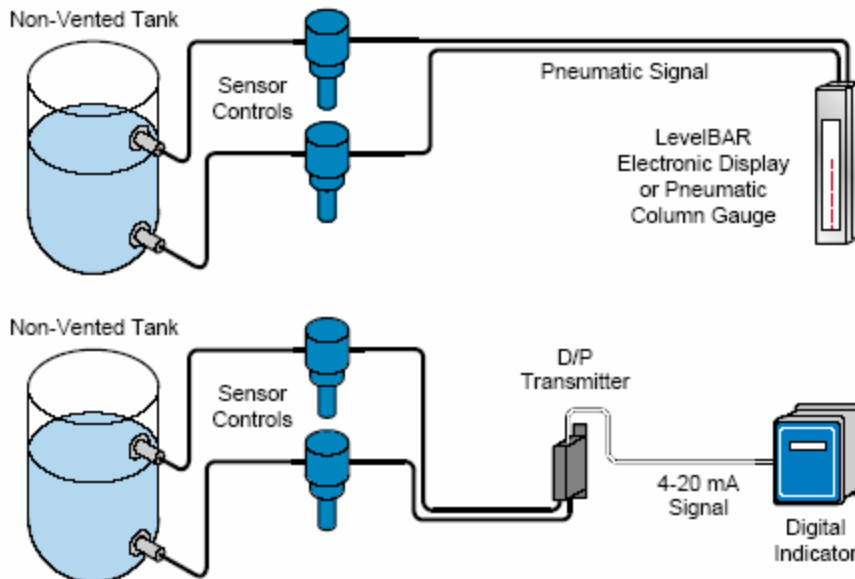 Non-Vented Tank
Sensor
Controls
Pneumatic Signal
LevelBAR
Electronic Display
or Pneumatic
Column Gauge
Non-Vented Tank
Sensor
Controls
D/P
Transmitter
4-20 mA
Signal
Digital
Indicator